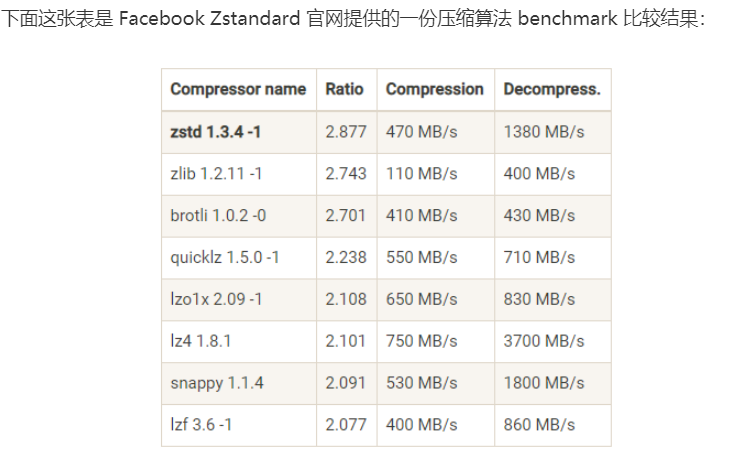 下面这张表是 Facebook Zstandard 官网提供的一份压缩算法 benchmark 比较结果：
Compressor name Ratio Compression Decompress.
zstd 1.3.4 -1 2.877 470 MB/s 1380 MB/s
zlib 1.2.11 -1 2.743 110 MB/s 400 MB/s
brotli 1.0.2 -0 2.701 410 MB/s 430 MB/s
quicklz 1.5.0 -1 2.238 550 MB/s 710 MB/s
lzo1x 2.09 -1 2.108 650 MB/s 830 MB/s
lz4 1.8.1 2.101 750 MB/s 3700 MB/s
snappy 1.1.4 2.091 530 MB/s 1800 MB/s
lzf 3.6 -1 2.077 400 MB/s 860 MB/s